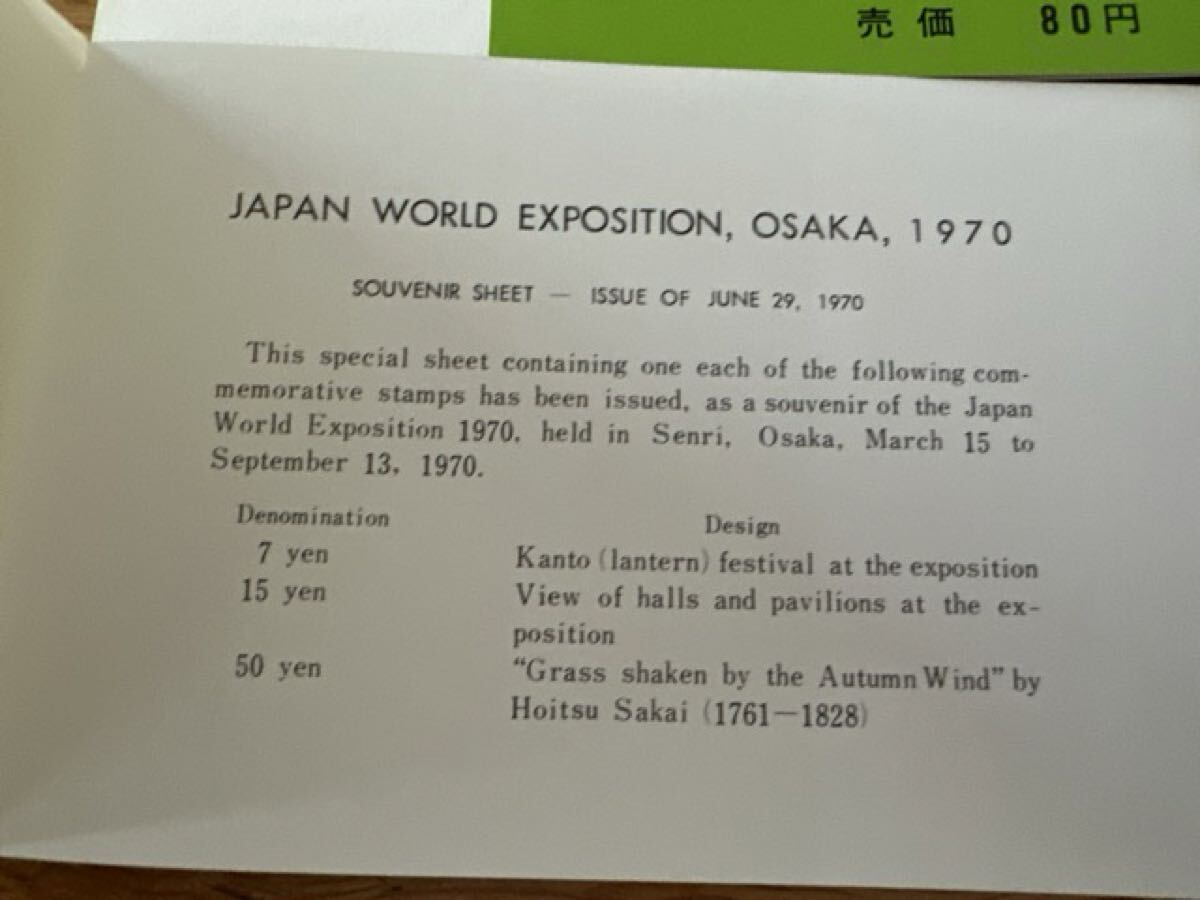 売価 80円
JAPAN WORLD EXPOSITION, OSAKA, 1970
SOUVENIR SHEET — ISSUE OF JUNE 29, 1970
This special sheet containing one each of the following com-
memorative stamps has been issued, as a souvenir of the Japan
World Exposition 1970, held in Senri, Osaka, March 15 to
September 13, 1970.
Denomination Design
7 yen Kanto (lantern) festival at the exposition
15 yen View of halls and pavilions at the ex-
position
50 yen “Grass shaken by the Autumn Wind” by
Hoitsu Sakai (1761—1828)